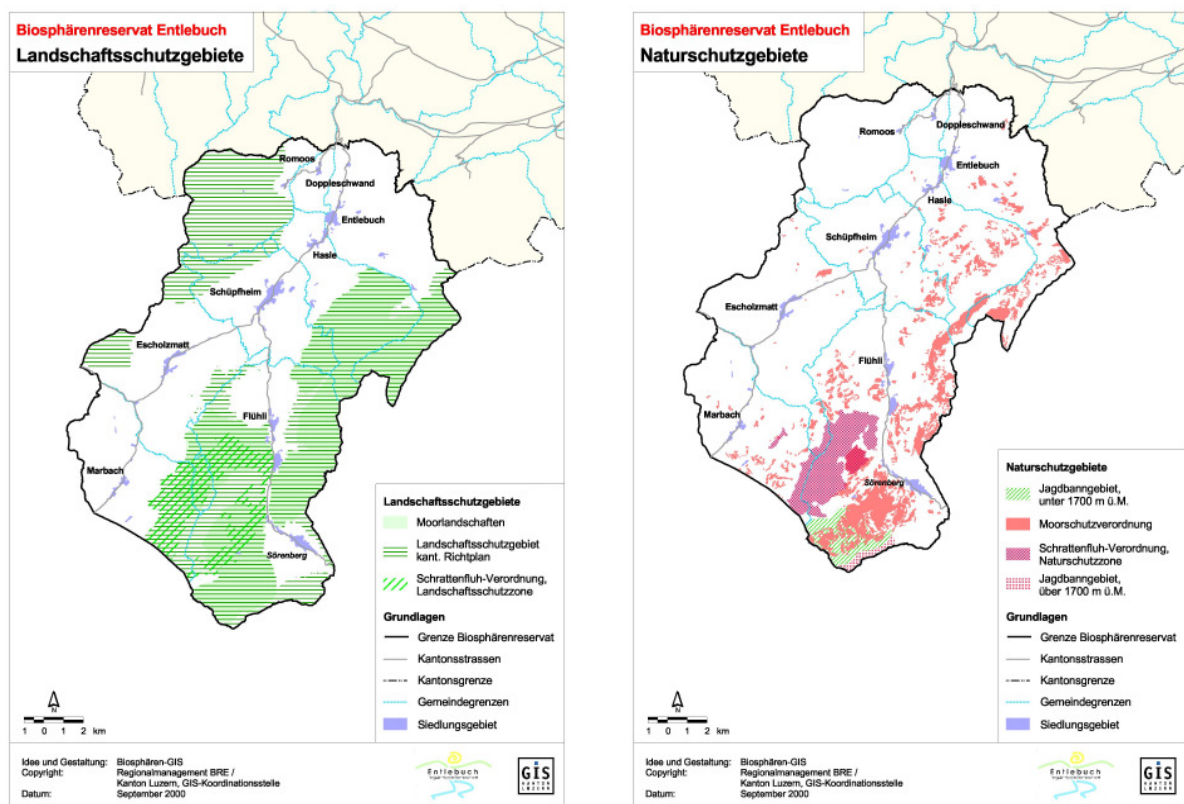 Biosphärenreservat Entlebuch
Landschaftsschutzgebiete
Romoos
Doppleschwand
Entlebuch
Hasle
Schüpfheim
Escholzmatt
Flühli
Marbach
Sörenberg
Landschaftsschutzgebiete
Moorlandschaften
Landschaftsschutzgebiet
kant. Richtplan
Schrattenfluh-Verordnung,
Landschaftsschutzzone
Grundlagen
Grenze Biosphärenreservat
Kantonsstrassen
Kantonsgrenze
Gemeindegrenzen
Siedlungsgebiet
N
1 0 1 2 km
Idee und Gestaltung: Biosphären-GIS
Copyright: Regionalmanagement BRE /
Kanton Luzern, GIS-Koordinationsstelle
Datum: September 2000
Entlebuch
GIS
KANTON
LUZERN
Biosphärenreservat Entlebuch
Naturschutzgebiete
Romoos
Doppleschwand
Entlebuch
Hasle
Schüpfheim
Escholzmatt
Flühli
Marbach
Sörenberg
Naturschutzgebiete
Jagdbanngebiet,
unter 1700 m ü.M.
Moorschutzverordnung
Schrattenfluh-Verordnung,
Naturschutzzone
Jagdbanngebiet,
über 1700 m ü.M.
Grundlagen
Grenze Biosphärenreservat
Kantonsstrassen
Kantonsgrenze
Gemeindegrenzen
Siedlungsgebiet
N
1 0 1 2 km
Idee und Gestaltung: Biosphären-GIS
Copyright: Regionalmanagement BRE /
Kanton Luzern, GIS-Koordinationsstelle
Datum: September 2000
Entlebuch
GIS
KANTON
LUZERN